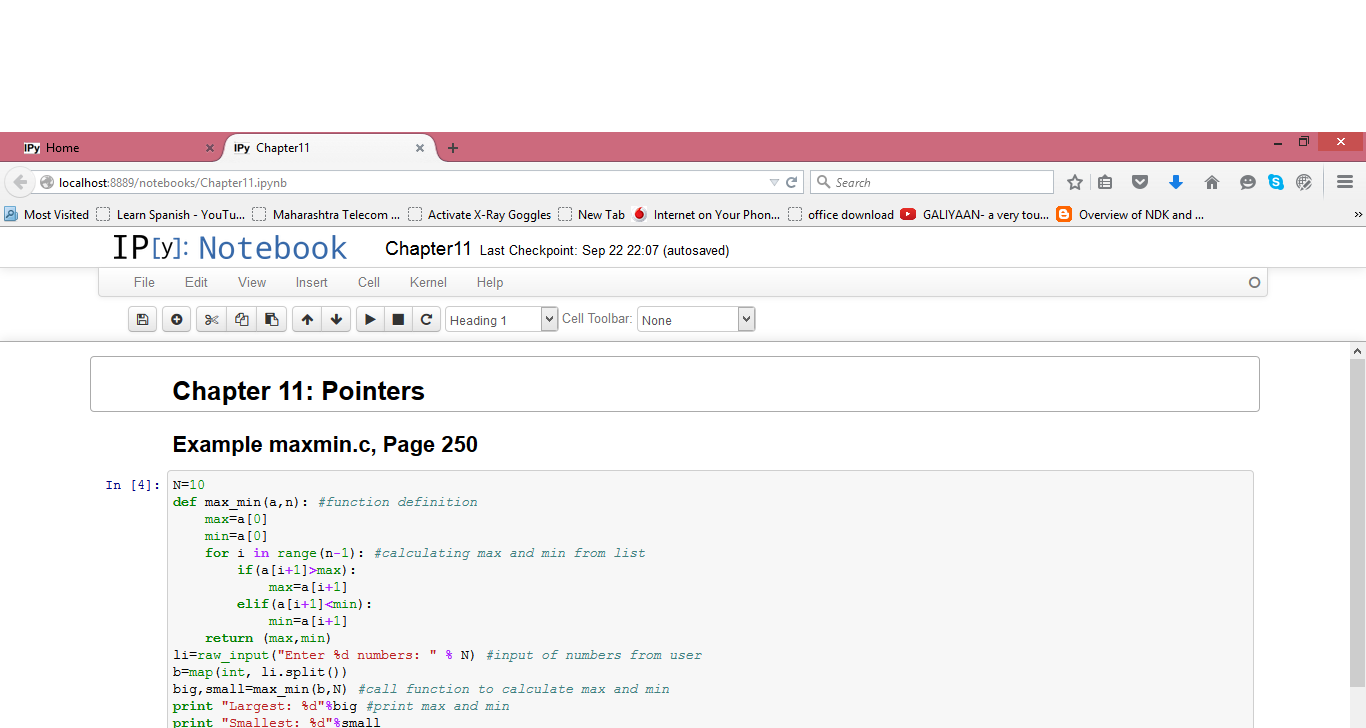 IPy Home
IPy Chapter11
localhost:8889/notebooks/Chapter11.ipynb
Search
Most Visited Learn Spanish - YouTu... Maharashtra Telecom ... Activate X-Ray Goggles New Tab Internet on Your Phon... office download GALIYAAN- a very tou... Overview of NDK and ... »
IP[y]: Notebook Chapter11 Last Checkpoint: Sep 22 22:07 (autosaved)
File Edit View Insert Cell Kernel Help
Heading 1 Cell Toolbar: None
Chapter 11: Pointers
Example maxmin.c, Page 250
In [4]: N=10
def max_min(a,n): #function definition
    max=a[0]
    min=a[0]
    for i in range(n-1): #calculating max and min from list
        if(a[i+1]>max):
            max=a[i+1]
        elif(a[i+1]<min):
            min=a[i+1]
    return (max,min)
li=raw_input("Enter %d numbers: " % N) #input of numbers from user
b=map(int, li.split())
big,small=max_min(b,N) #call function to calculate max and min
print "Largest: %d"%big #print max and min
print "Smallest: %d"%small